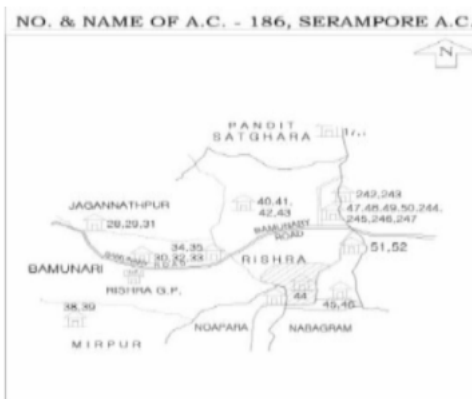 NO. & NAME OF A.C. - 186, SERAMPORE A.C.
N
PANDIT
SATGHARA
242,243
40,41,
42,43
47,48,49,50,244,
245,246,247
JAGANNATHPUR
28,29,31
BAMUNARY
ROAD
34,35
30,32,33
51,52
BAMUNARI
RISHRA
RISHRA G.P.
44
45,46
38,39
NOAPARA
NABAGRAM
MIRPUR